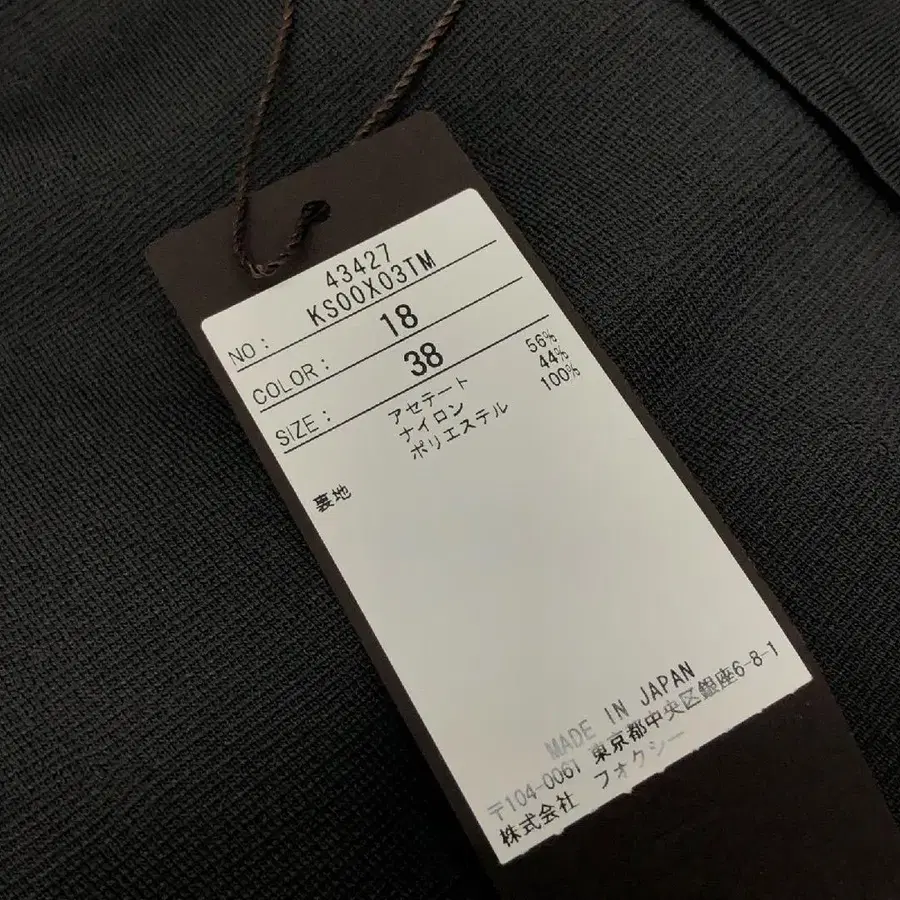 43427
NO: KS00X03TM
COLOR: 18
SIZE: 38
アセテート 56%
ナイロン 44%
裏地 ポリエステル 100%
MADE IN JAPAN
〒104-0061 東京都中央区銀座6-8-1
株式会社 フォクシー